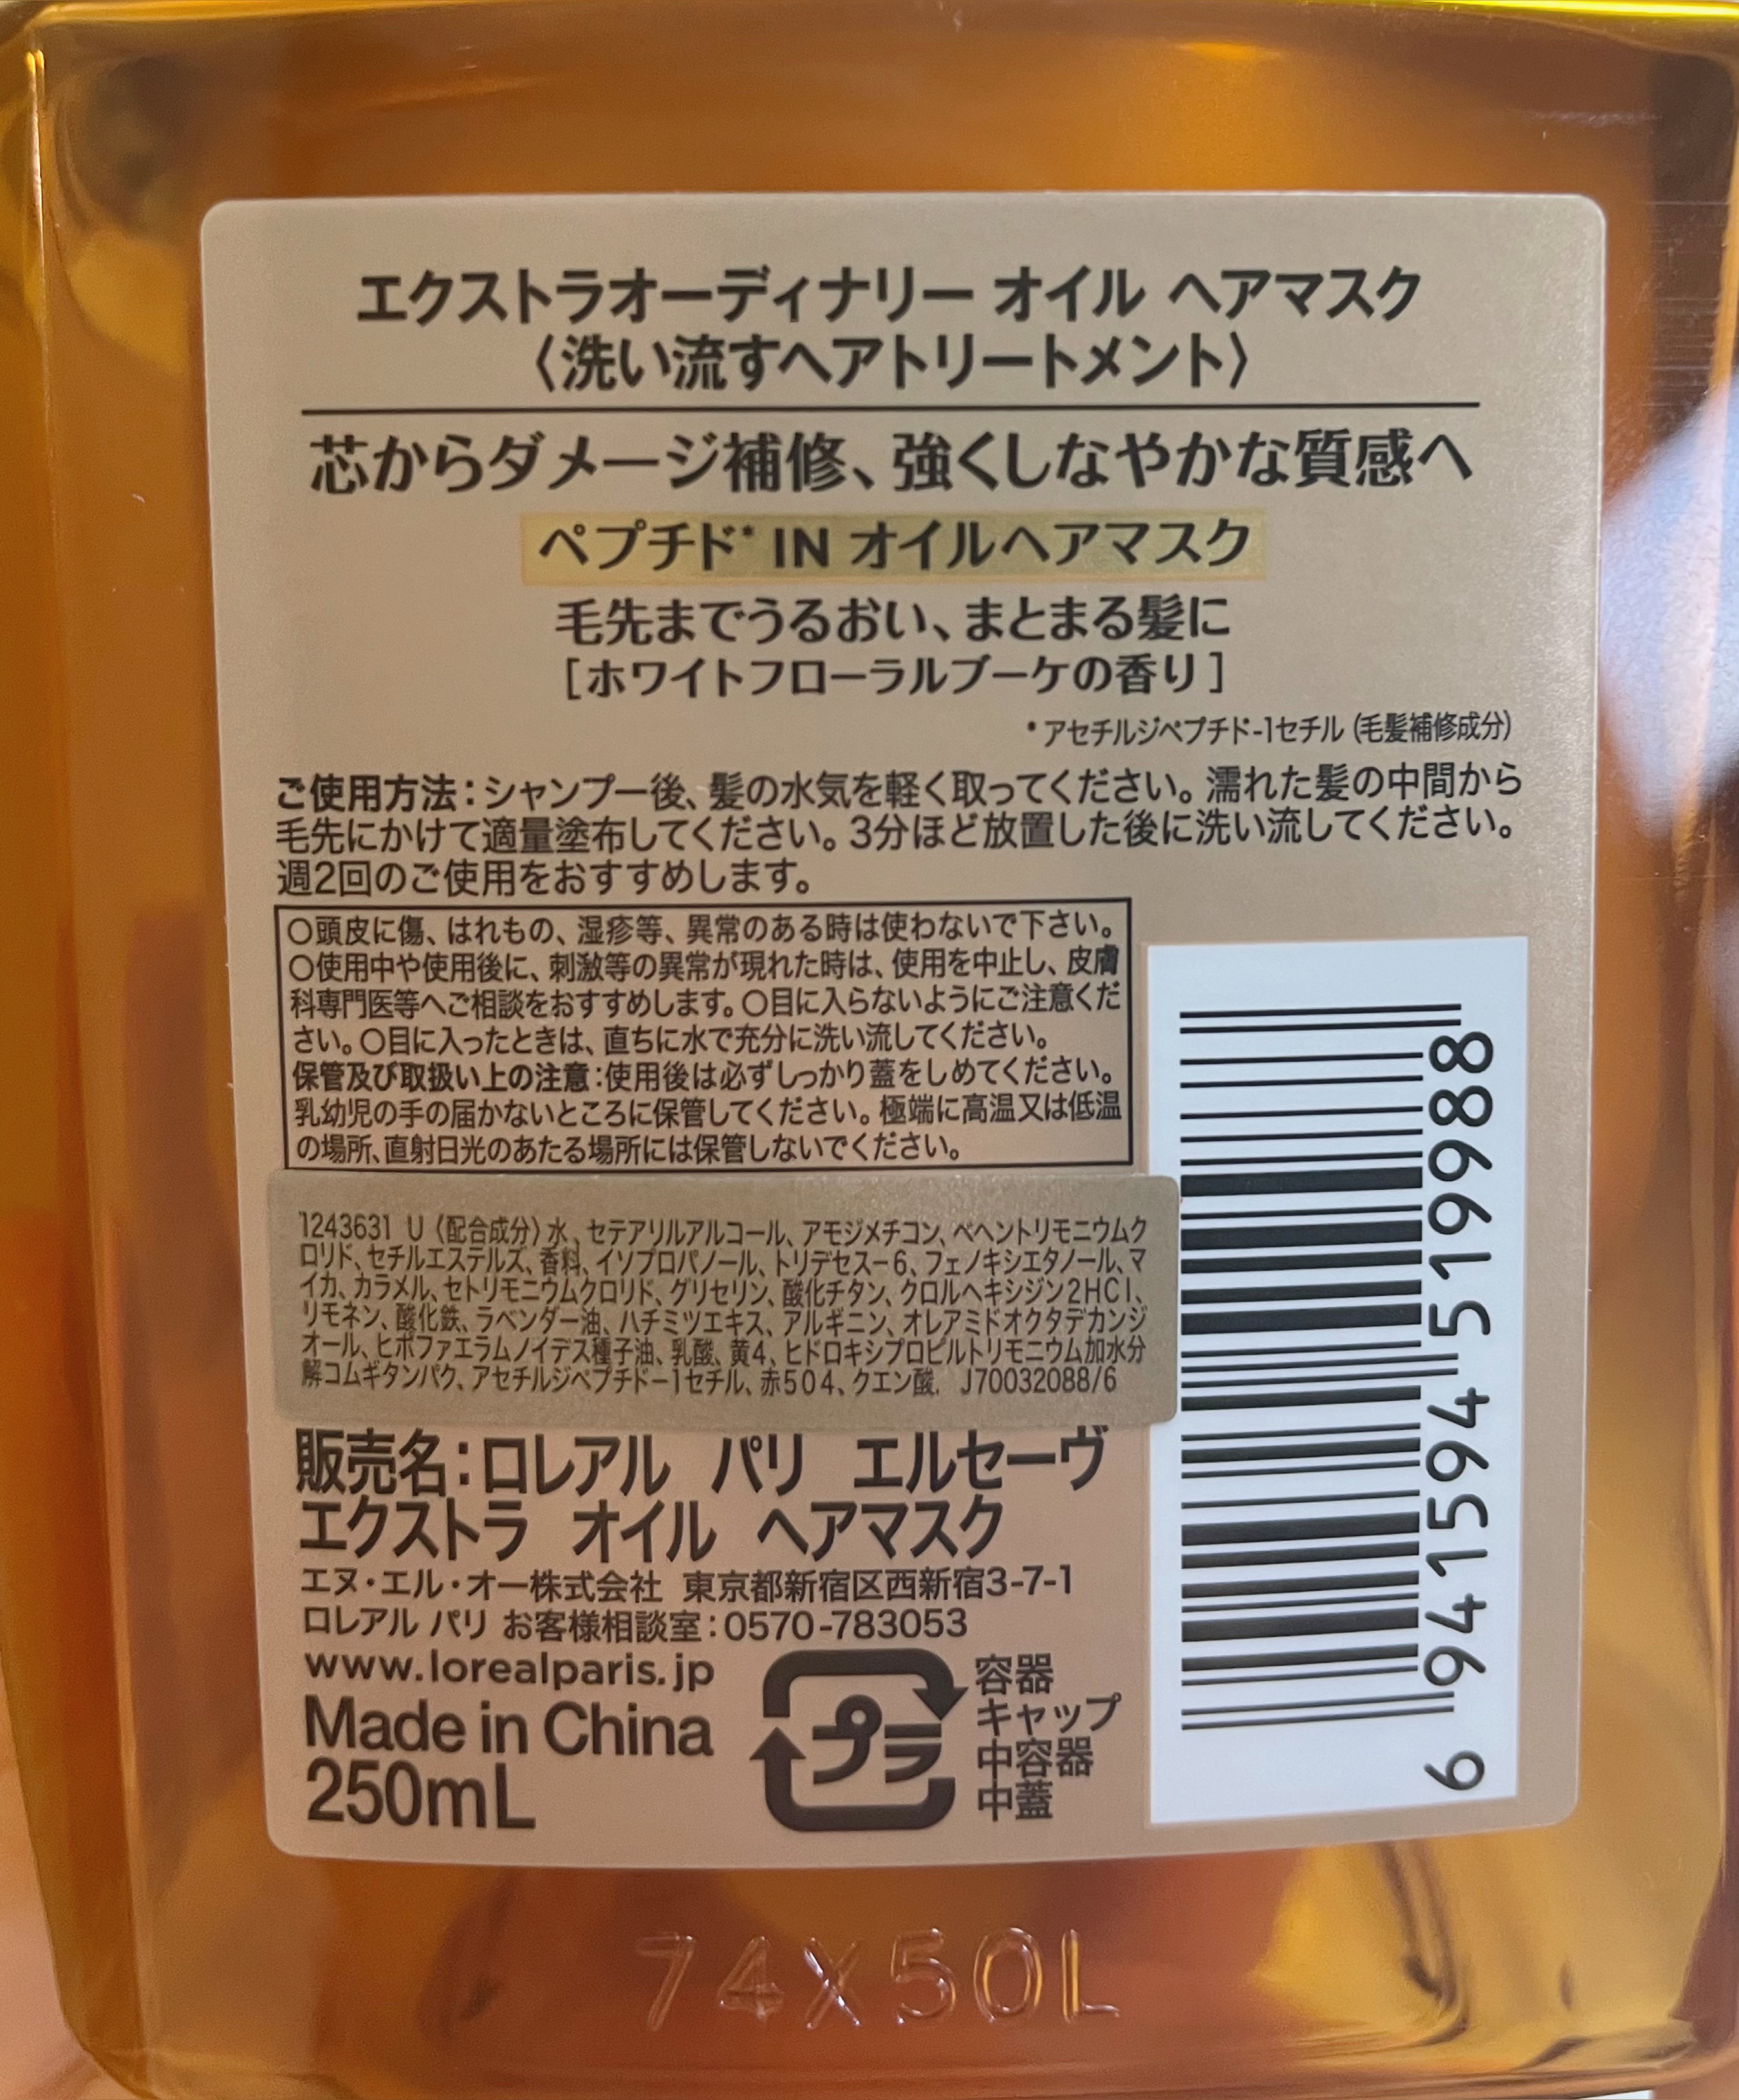 エクストラオーディナリー オイル ヘアマスク
〈洗い流すヘアトリートメント〉
芯からダメージ補修、強くしなやかな質感へ
ペプチド* IN オイルヘアマスク
毛先までうるおい、まとまる髪に
[ホワイトフローラルブーケの香り]
*アセチルジペプチド-1セチル (毛髪補修成分)
ご使用方法：シャンプー後、髪の水気を軽く取ってください。濡れた髪の中間から
毛先にかけて適量塗布してください。3分ほど放置した後に洗い流してください。
週2回のご使用をおすすめします。
○頭皮に傷、はれもの、湿疹等、異常のある時は使わないで下さい。
○使用中や使用後に、刺激等の異常が現れた時は、使用を中止し、皮膚
科専門医等へご相談をおすすめします。○目に入らないようにご注意くだ
さい。○目に入ったときは、直ちに水で充分に洗い流してください。
保管及び取扱い上の注意：使用後は必ずしっかり蓋をしめてください。
乳幼児の手の届かないところに保管してください。極端に高温又は低温
の場所、直射日光のあたる場所には保管しないでください。
1243631 U（配合成分）水、セテアリルアルコール、アモジメチコン、ベヘントリモニウムク
ロリド、セチルエステルズ、香料、イソプロパノール、トリデセス－6、フェノキシエタノール、マ
イカ、カラメル、セトリモニウムクロリド、グリセリン、酸化チタン、クロルヘキシジン2HCl、
リモネン、酸化鉄、ラベンダー油、ハチミツエキス、アルギニン、オレアミドオクタデカンジ
オール、ヒポファエラムノイデス種子油、乳酸、黄4、ヒドロキシプロピルトリモニウム加水分
解コムギタンパク、アセチルジペプチド－1セチル、赤504、クエン酸. J70032088/6
販売名：ロレアル パリ エルセーヴ
エクストラ オイル ヘアマスク
エヌ・エル・オー株式会社 東京都新宿区西新宿3-7-1
ロレアル パリ お客様相談室：0570-783053
www.lorealparis.jp
Made in China
250mL
プラ
容器
キャップ
中容器
中蓋
6 941594 519988
74X50L